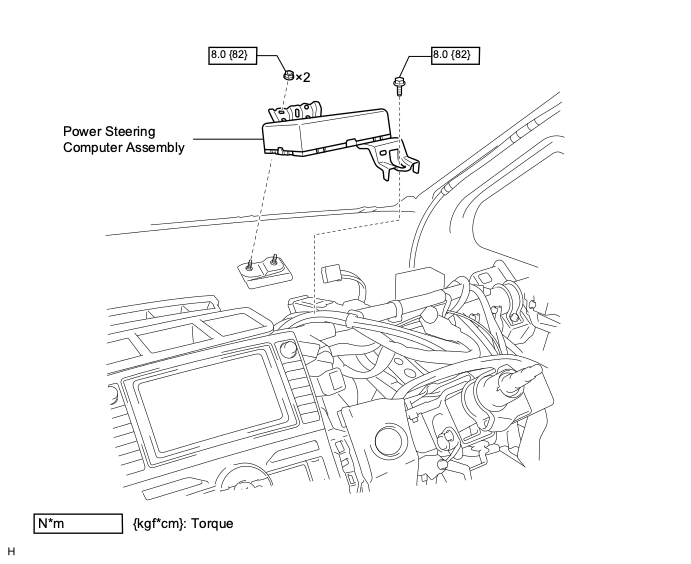 8.0 {82}
8.0 {82}
×2
Power Steering
Computer Assembly
N*m
{kgf*cm}: Torque
H